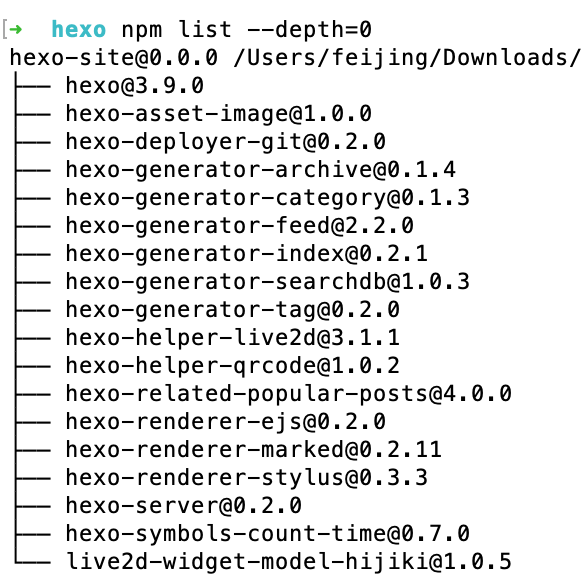 [➜  hexo npm list --depth=0
hexo-site@0.0.0 /Users/feijing/Downloads/
├── hexo@3.9.0
├── hexo-asset-image@1.0.0
├── hexo-deployer-git@0.2.0
├── hexo-generator-archive@0.1.4
├── hexo-generator-category@0.1.3
├── hexo-generator-feed@2.2.0
├── hexo-generator-index@0.2.1
├── hexo-generator-searchdb@1.0.3
├── hexo-generator-tag@0.2.0
├── hexo-helper-live2d@3.1.1
├── hexo-helper-qrcode@1.0.2
├── hexo-related-popular-posts@4.0.0
├── hexo-renderer-ejs@0.2.0
├── hexo-renderer-marked@0.2.11
├── hexo-renderer-stylus@0.3.3
├── hexo-server@0.2.0
├── hexo-symbols-count-time@0.7.0
└── live2d-widget-model-hijiki@1.0.5